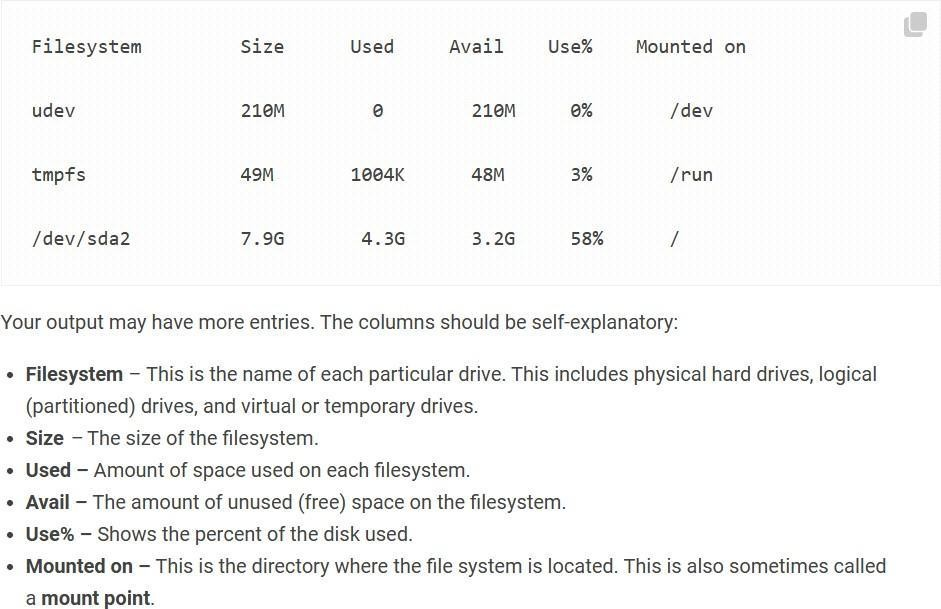 Filesystem Size Used Avail Use% Mounted on
udev 210M 0 210M 0% /dev
tmpfs 49M 1004K 48M 3% /run
/dev/sda2 7.9G 4.3G 3.2G 58% /
Your output may have more entries. The columns should be self-explanatory:
• Filesystem – This is the name of each particular drive. This includes physical hard drives, logical
(partitioned) drives, and virtual or temporary drives.
• Size – The size of the filesystem.
• Used – Amount of space used on each filesystem.
• Avail – The amount of unused (free) space on the filesystem.
• Use% – Shows the percent of the disk used.
• Mounted on – This is the directory where the file system is located. This is also sometimes called
a mount point.